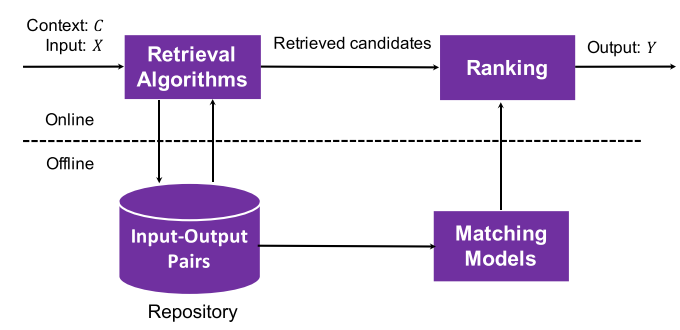 Context: C
Input: X
Retrieval
Algorithms
Retrieved candidates
Ranking
Output: Y
Online
Offline
Input-Output
Pairs
Matching
Models
Repository